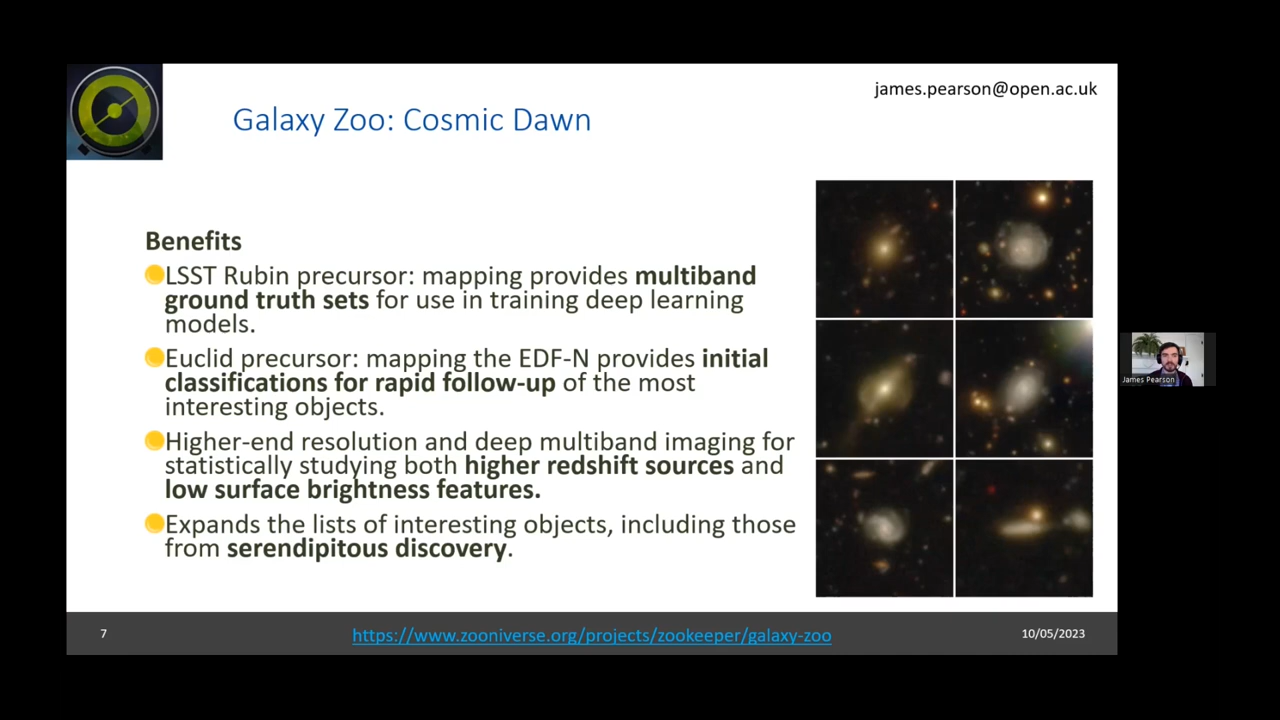 james.pearson@open.ac.uk
Galaxy Zoo: Cosmic Dawn
Benefits
LSST Rubin precursor: mapping provides multiband
ground truth sets for use in training deep learning
models.
Euclid precursor: mapping the EDF-N provides initial
classifications for rapid follow-up of the most
interesting objects.
Higher-end resolution and deep multiband imaging for
statistically studying both higher redshift sources and
low surface brightness features.
Expands the lists of interesting objects, including those
from serendipitous discovery.
James Pearson
7
https://www.zooniverse.org/projects/zookeeper/galaxy-zoo
10/05/2023